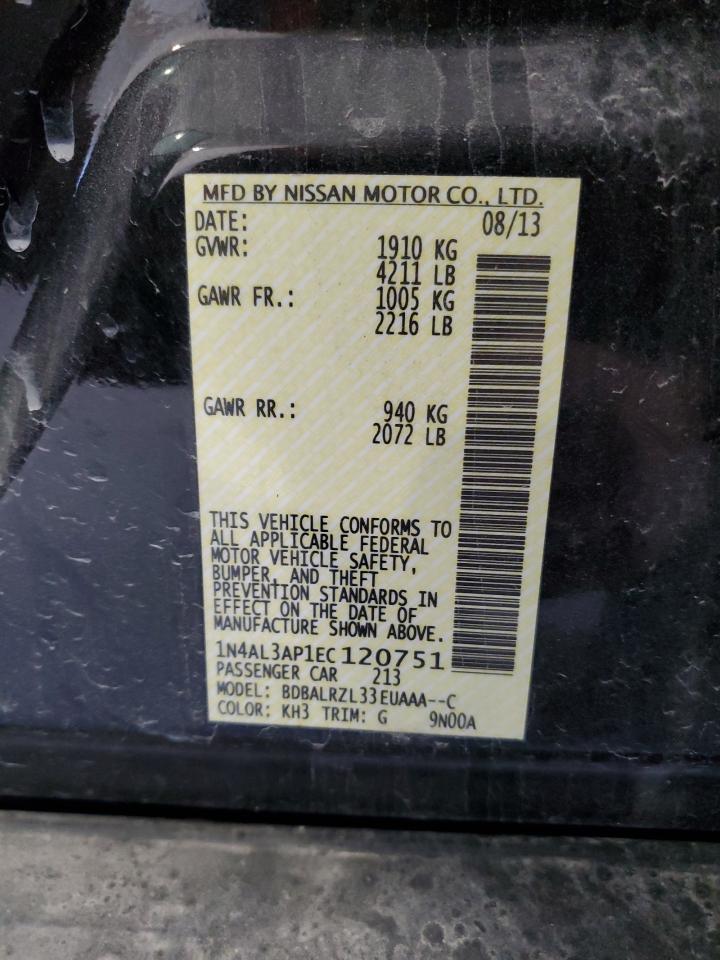 MFD BY NISSAN MOTOR CO., LTD.
DATE: 08/13
GVWR: 1910 KG
4211 LB
GAWR FR.: 1005 KG
2216 LB
GAWR RR.: 940 KG
2072 LB
THIS VEHICLE CONFORMS TO
ALL APPLICABLE FEDERAL
MOTOR VEHICLE SAFETY,
BUMPER, AND THEFT
PREVENTION STANDARDS IN
EFFECT ON THE DATE OF
MANUFACTURE SHOWN ABOVE.
1N4AL3AP1EC120751
PASSENGER CAR 213
MODEL: BDBALRZL33EUAAA--C
COLOR: KH3 TRIM: G 9N00A